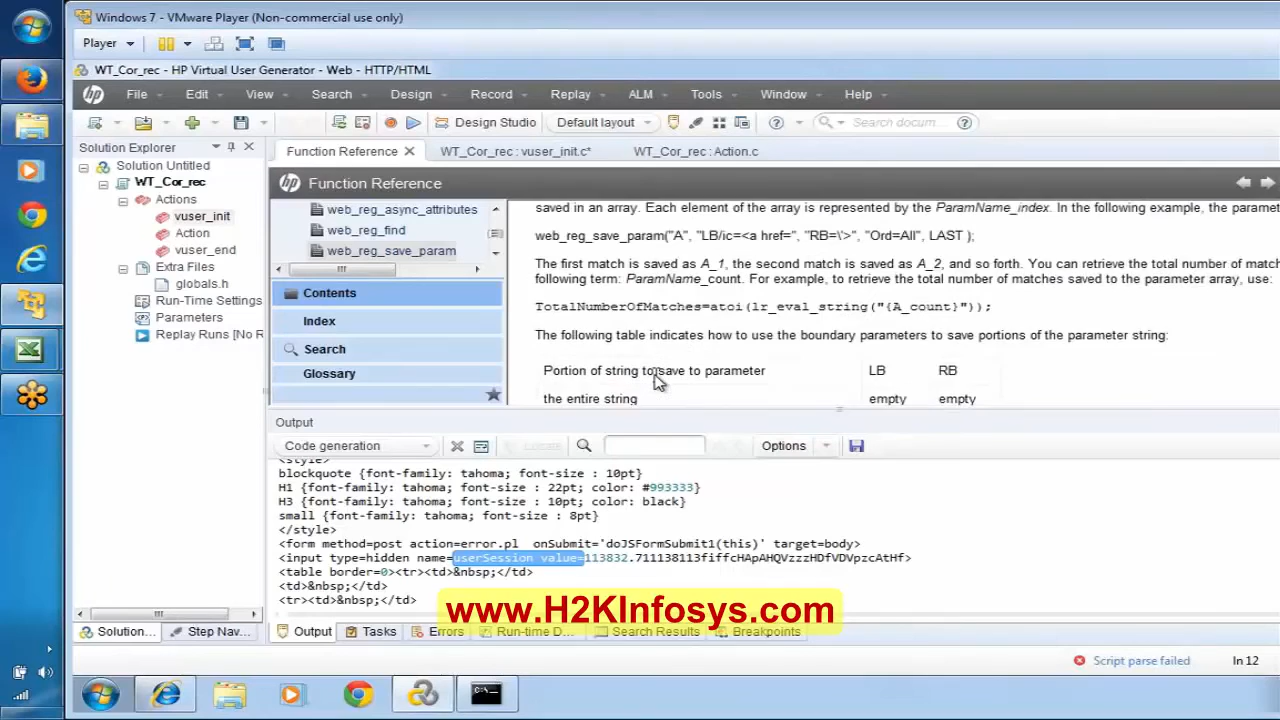 Windows 7 - VMware Player (Non-commercial use only)
Player
WT_Cor_rec - HP Virtual User Generator - Web - HTTP/HTML
hp File Edit View Search Design Record Replay ALM Tools Window Help
Design Studio Default layout Search docum
Solution Explorer
Function Reference WT_Cor_rec : vuser_init.c* WT_Cor_rec : Action.c
Solution Untitled
WT_Cor_rec
Actions
vuser_init
Action
vuser_end
Extra Files
globals.h
Run-Time Settings
Parameters
Replay Runs [No R
hp Function Reference
web_reg_async_attributes
web_reg_find
web_reg_save_param
Contents
Index
Search
Glossary
saved in an array. Each element of the array is represented by the ParamName_index. In the following example, the parame
web_reg_save_param("A", "LB/ic=<a href=", "RB=\'>", "Ord=All", LAST );
The first match is saved as A_1, the second match is saved as A_2, and so forth. You can retrieve the total number of match
following term: ParamName_count. For example, to retrieve the total number of matches saved to the parameter array, use:
TotalNumberOfMatches=atoi(lr_eval_string("{A_count}"));
The following table indicates how to use the boundary parameters to save portions of the parameter string:
Portion of string to save to parameter LB RB
the entire string empty empty
Output
Code generation Locate Options
<style>
blockquote {font-family: tahoma; font-size : 10pt}
H1 {font-family: tahoma; font-size : 22pt; color: #993333}
H3 {font-family: tahoma; font-size : 10pt; color: black}
small {font-family: tahoma; font-size : 8pt}
</style>
<form method=post action=error.pl onSubmit='doJSFormSubmit1(this)' target=body>
<input type=hidden name=userSession value=113832.711138113fiffcHApAHQVzzzHDfVDVpzcAtHf>
<table border=0><tr><td>&nbsp;</td>
<td>&nbsp;</td>
<tr><td>&nbsp;</td>
www.H2KInfosys.com
Solution... Step Nav...
Output Tasks Errors Run-time D... Search Results Breakpoints
Script parse failed ln 12